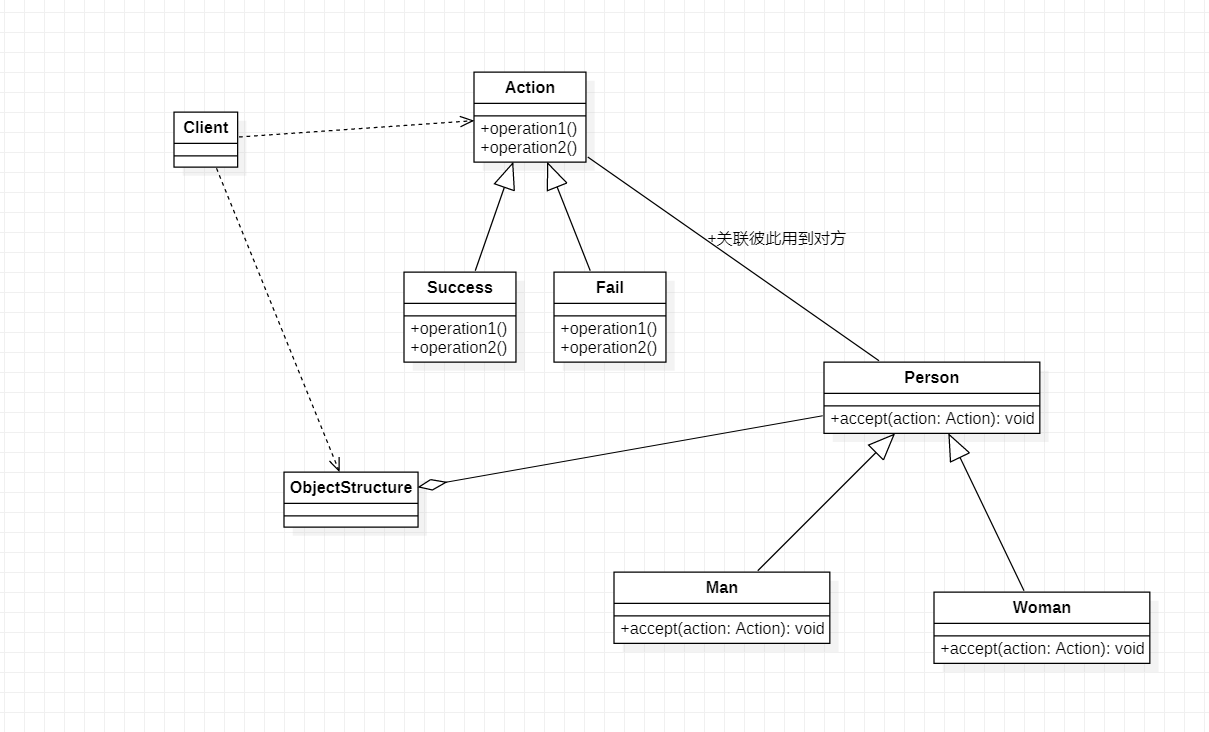 Action
+operation1()
+operation2()
Client
+关联彼此用到对方
Success
+operation1()
+operation2()
Fail
+operation1()
+operation2()
Person
+accept(action: Action): void
ObjectStructure
Man
+accept(action: Action): void
Woman
+accept(action: Action): void